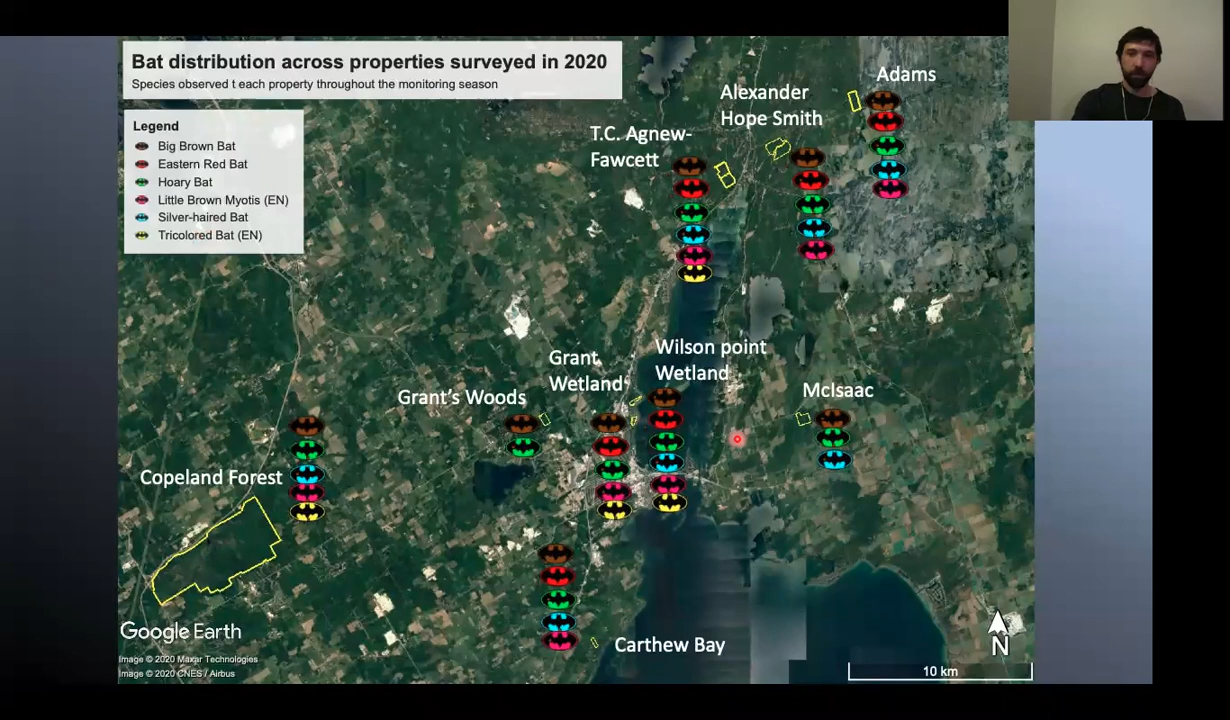 Bat distribution across properties surveyed in 2020
Species observed t each property throughout the monitoring season
Legend
Big Brown Bat
Eastern Red Bat
Hoary Bat
Little Brown Myotis (EN)
Silver-haired Bat
Tricolored Bat (EN)
Adams
Alexander
Hope Smith
T.C. Agnew-
Fawcett
Wilson point
Wetland
Grant
Wetland
Grant's Woods
McIsaac
Copeland Forest
Carthew Bay
Google Earth
Image © 2020 Maxar Technologies
Image © 2020 CNES / Airbus
N
10 km